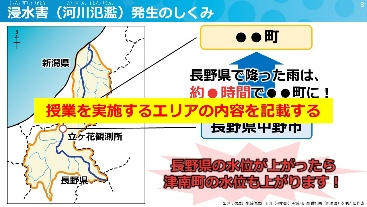 浸水害（河川氾濫）発生のしくみ
新潟県
●●町
長野県で降った雨は、
約●時間で●●町に！
授業を実施するエリアの内容を記載する
立ヶ花観測所
長野県中野市
長野県
長野県の水位が上がったら
津南町の水位も上がります！